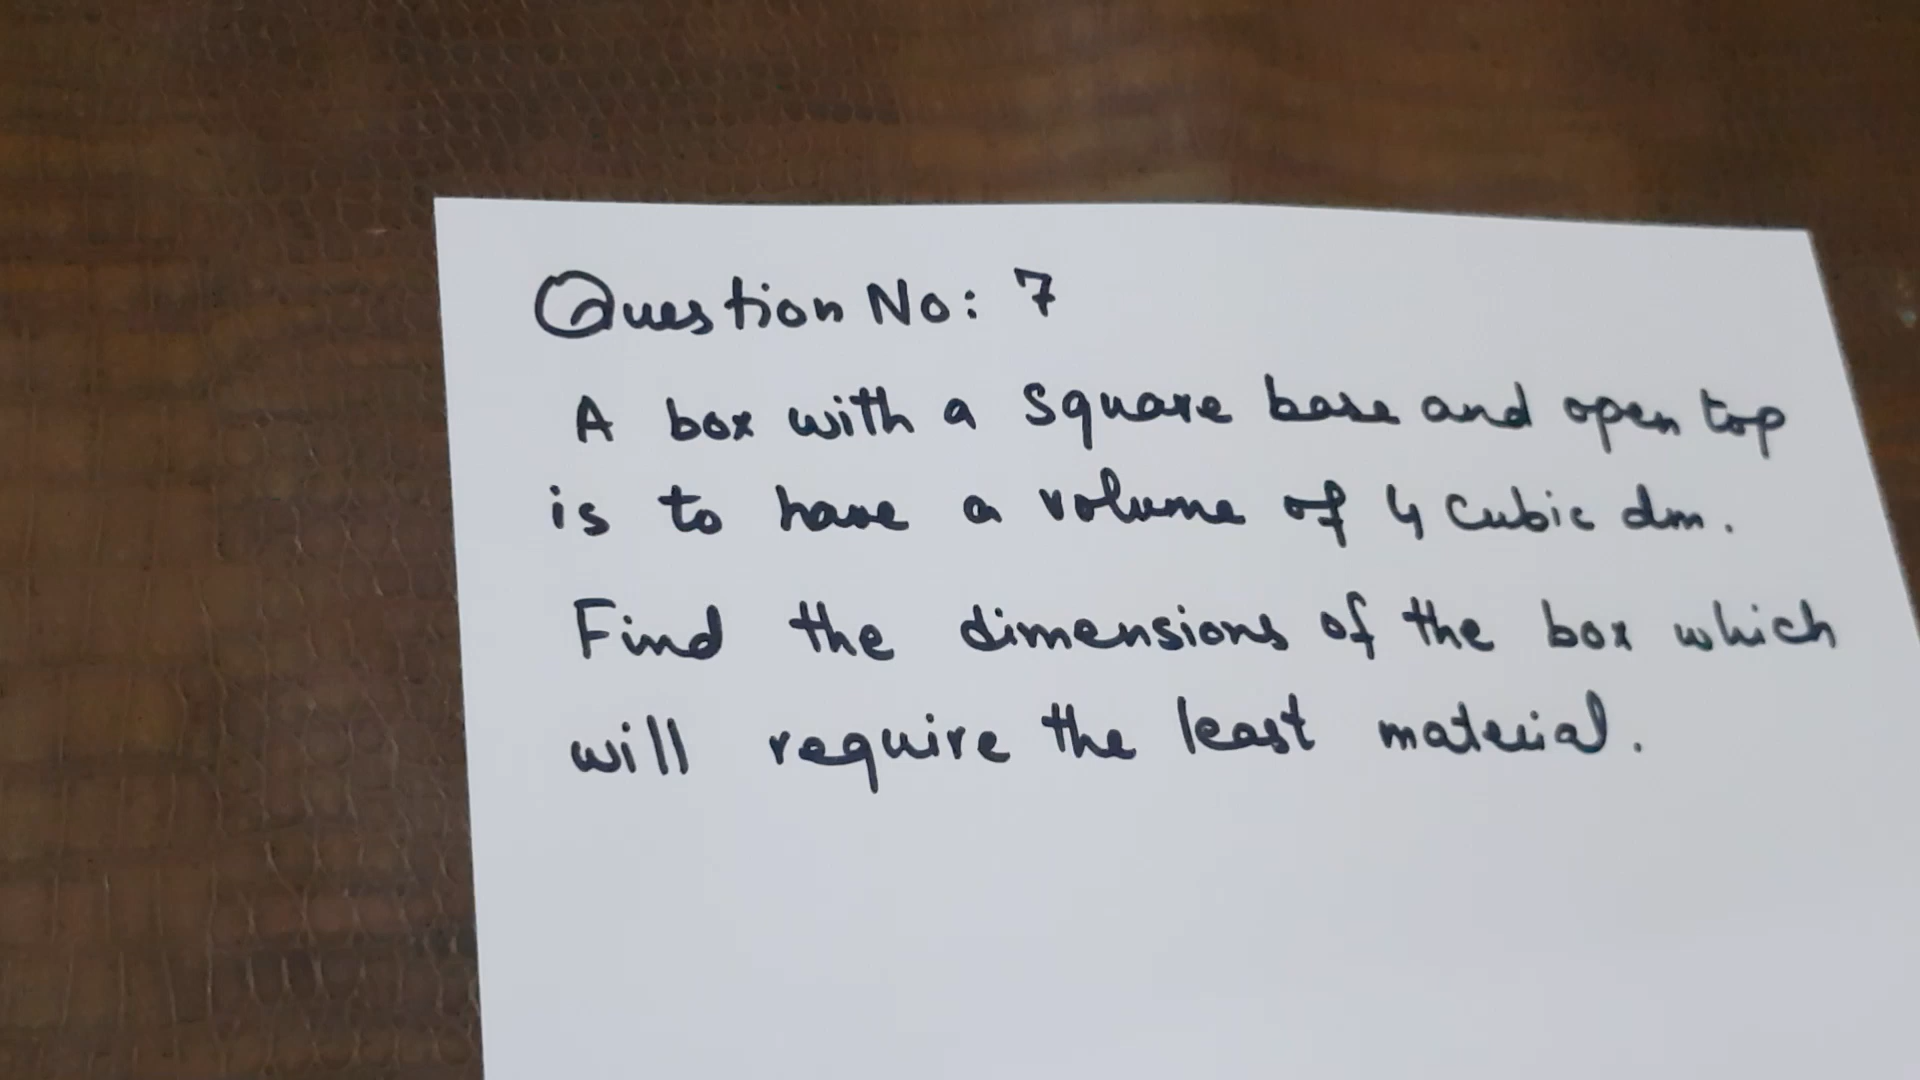 Question No: 7
A box with a square base and open top
is to have a volume of 4 cubic dm.
Find the dimensions of the box which
will require the least material.